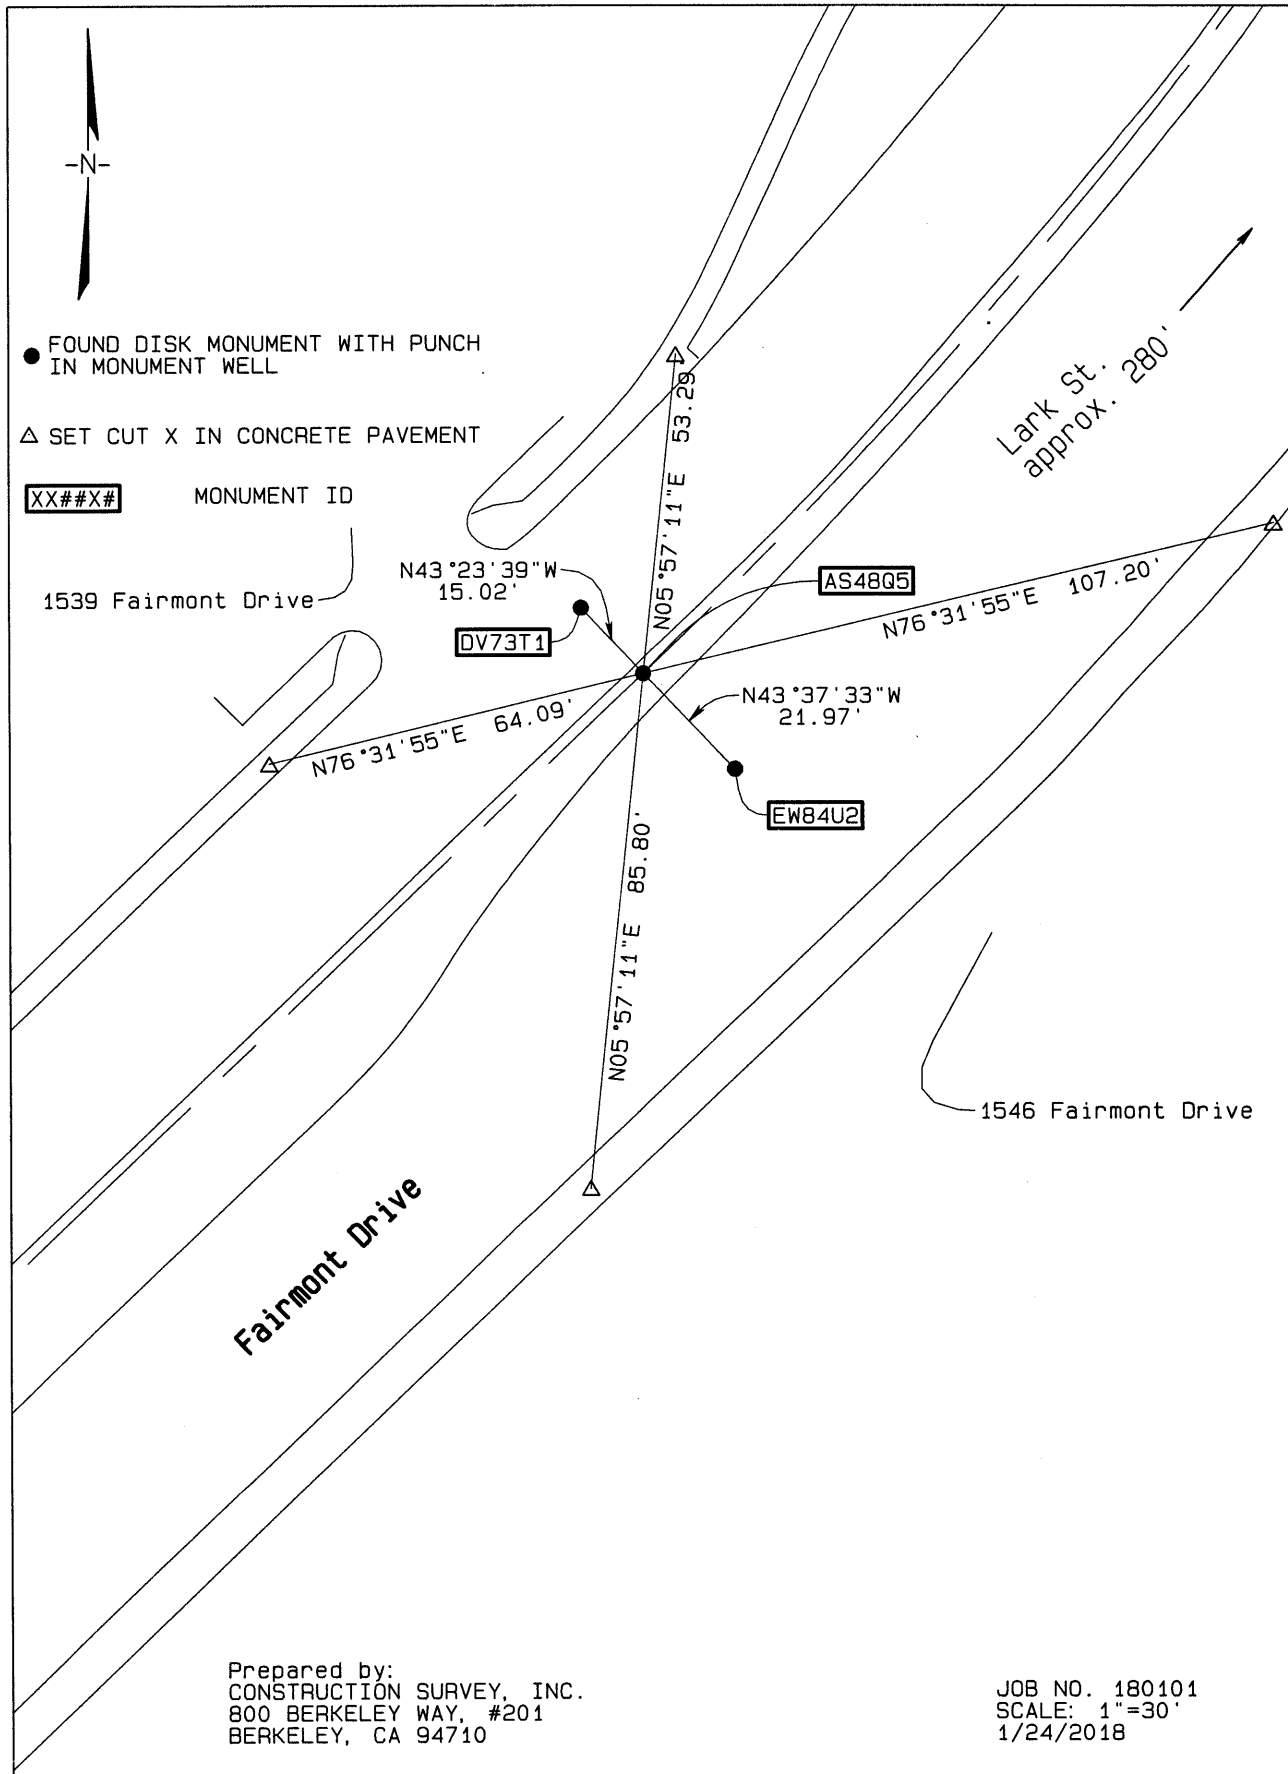 -N-
FOUND DISK MONUMENT WITH PUNCH
IN MONUMENT WELL
SET CUT X IN CONCRETE PAVEMENT
XX##X# MONUMENT ID
Lark St.
approx. 280'
N05°57'11"E 53.29
N43°23'39"W
15.02'
1539 Fairmont Drive
DV73T1
AS48Q5
N76°31'55"E 107.20'
N43°37'33"W
21.97'
N76°31'55"E 64.09'
EW84U2
N05°57'11"E 85.80'
1546 Fairmont Drive
Fairmont Drive
Prepared by:
CONSTRUCTION SURVEY, INC.
800 BERKELEY WAY, #201
BERKELEY, CA 94710
JOB NO. 180101
SCALE: 1"=30'
1/24/2018